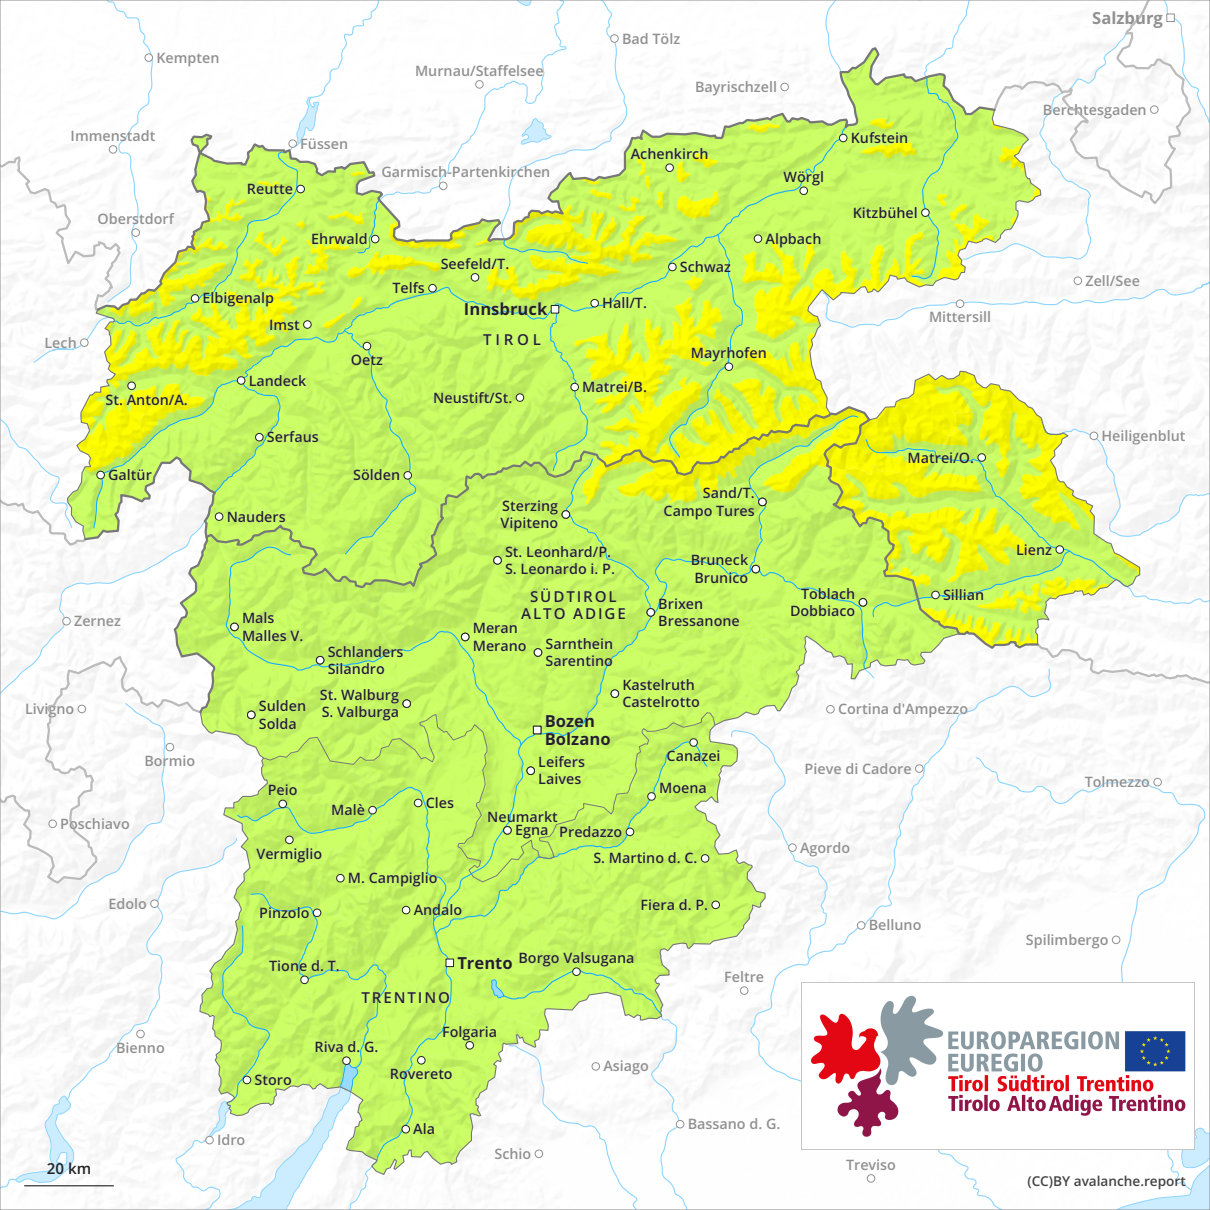 Salzburg
Bad Tölz
Kempten
Murnau/Staffelsee
Bayrischzell
Berchtesgaden
Immenstadt
Füssen
Kufstein
Achenkirch
Garmisch-Partenkirchen
Wörgl
Reutte
Oberstdorf
Kitzbühel
Ehrwald
Alpbach
Seefeld/T.
Schwaz
Zell/See
Telfs
Elbigenalp
Hall/T.
Innsbruck
Mittersill
Imst
TIROL
Lech
Mayrhofen
Oetz
Landeck
Matrei/B.
St. Anton/A.
Neustift/St.
Serfaus
Heiligenblut
Matrei/O.
Galtür
Sölden
Sand/T.
Campo Tures
Sterzing
Vipiteno
Nauders
St. Leonhard/P.
S. Leonardo i. P.
Lienz
Bruneck
Brunico
SÜDTIROL
ALTO ADIGE
Toblach
Dobbiaco
Sillian
Brixen
Bressanone
Zernez
Mals
Malles V.
Meran
Merano
Sarnthein
Sarentino
Schlanders
Silandro
Kastelruth
Castelrotto
St. Walburg
S. Valburga
Sulden
Solda
Livigno
Cortina d'Ampezzo
Bozen
Bolzano
Bormio
Canazei
Leifers
Laives
Pieve di Cadore
Tolmezzo
Peio
Moena
Malè
Cles
Neumarkt
Egna
Predazzo
Poschiavo
Vermiglio
Agordo
S. Martino d. C.
M. Campiglio
Edolo
Pinzolo
Andalo
Fiera d. P.
Belluno
Spilimbergo
Trento
Borgo Valsugana
Tione d. T.
Feltre
TRENTINO
Folgaria
Bienno
Riva d. G.
Rovereto
Asiago
Storo
EUROPAREGION
EUREGIO
Tirol Südtirol Trentino
Tirolo Alto Adige Trentino
Ala
Bassano d. G.
Idro
Schio
Treviso
20 km
(CC)BY avalanche.report